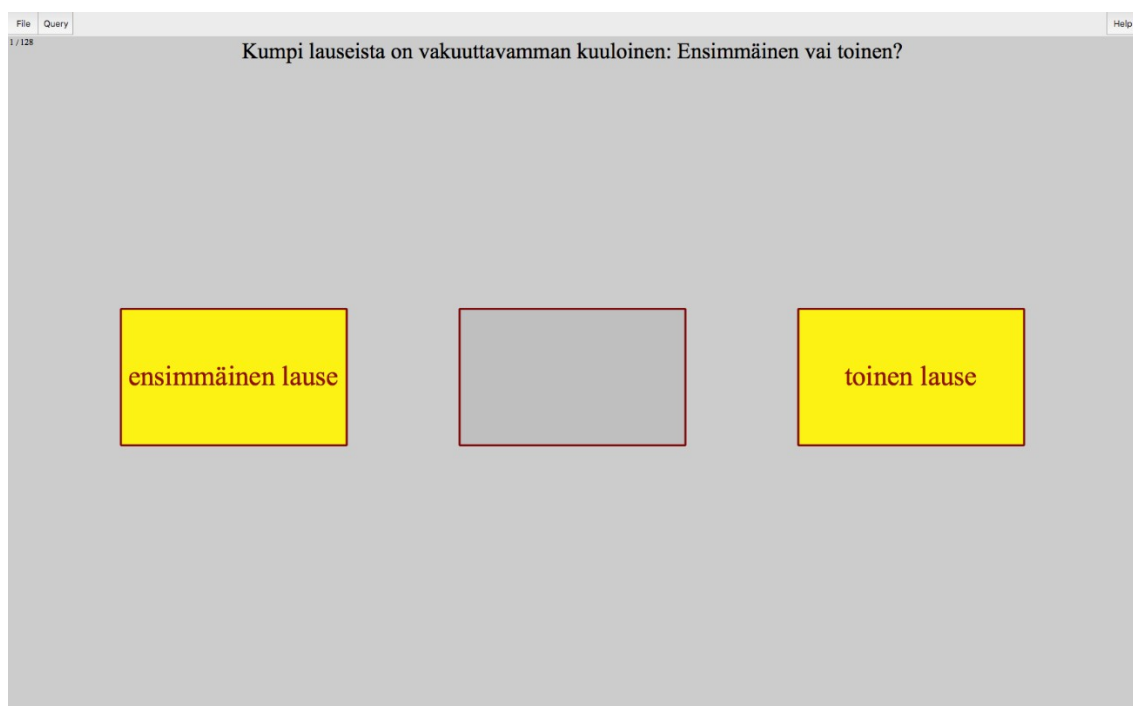 File Query Help
1 / 128
Kumpi lauseista on vakuuttavamman kuuloinen: Ensimmäinen vai toinen?
ensimmäinen lause
toinen lause